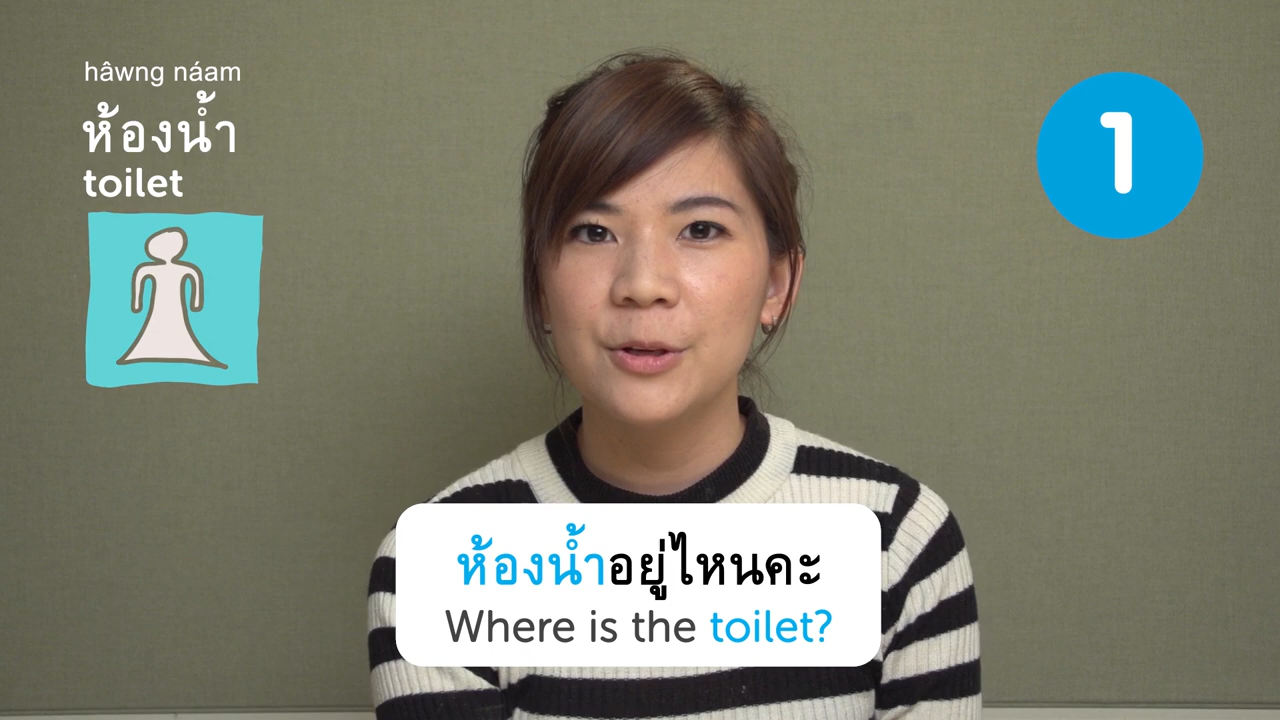 hâwng náam
ห้องน้ำ
toilet
1
ห้องน้ำอยู่ไหนคะ
Where is the toilet?